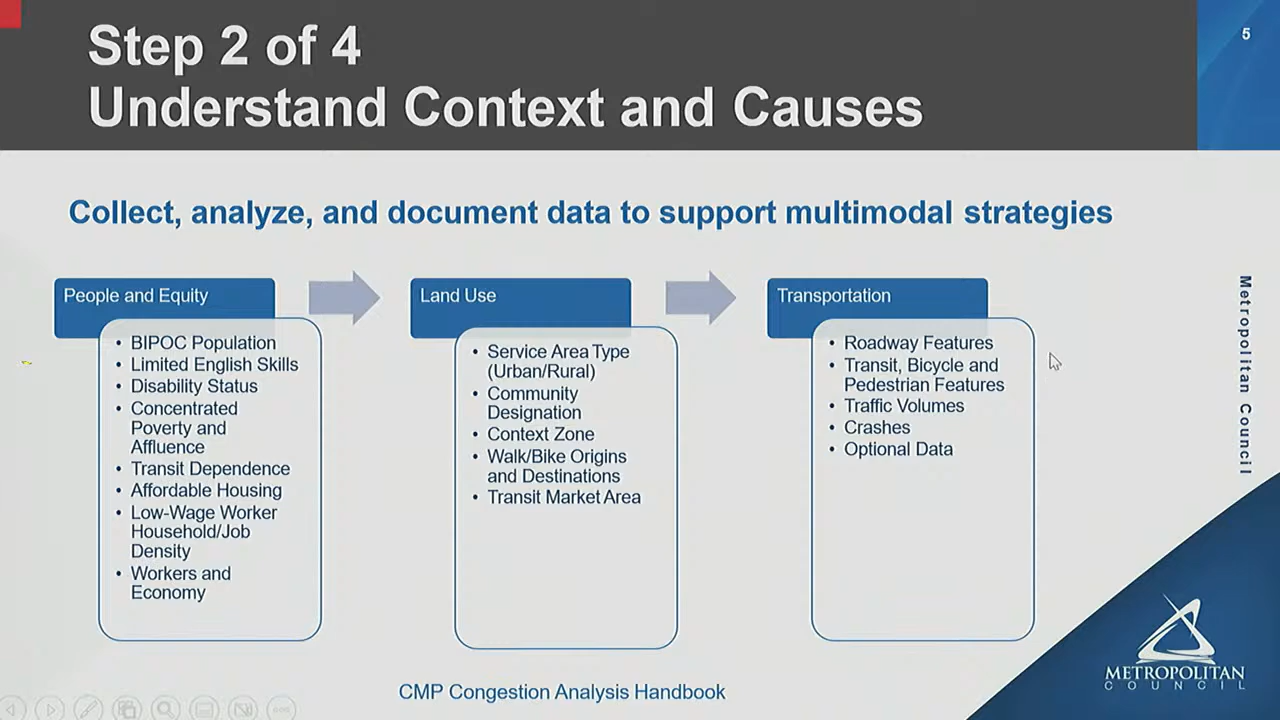 Step 2 of 4
Understand Context and Causes
5
Collect, analyze, and document data to support multimodal strategies
People and Equity
• BIPOC Population
• Limited English Skills
• Disability Status
• Concentrated
Poverty and
Affluence
• Transit Dependence
• Affordable Housing
• Low-Wage Worker
Household/Job
Density
• Workers and
Economy
Land Use
• Service Area Type
(Urban/Rural)
• Community
Designation
• Context Zone
• Walk/Bike Origins
and Destinations
• Transit Market Area
Transportation
• Roadway Features
• Transit, Bicycle and
Pedestrian Features
• Traffic Volumes
• Crashes
• Optional Data
Metropolitan Council
CMP Congestion Analysis Handbook
METROPOLITAN
COUNCIL